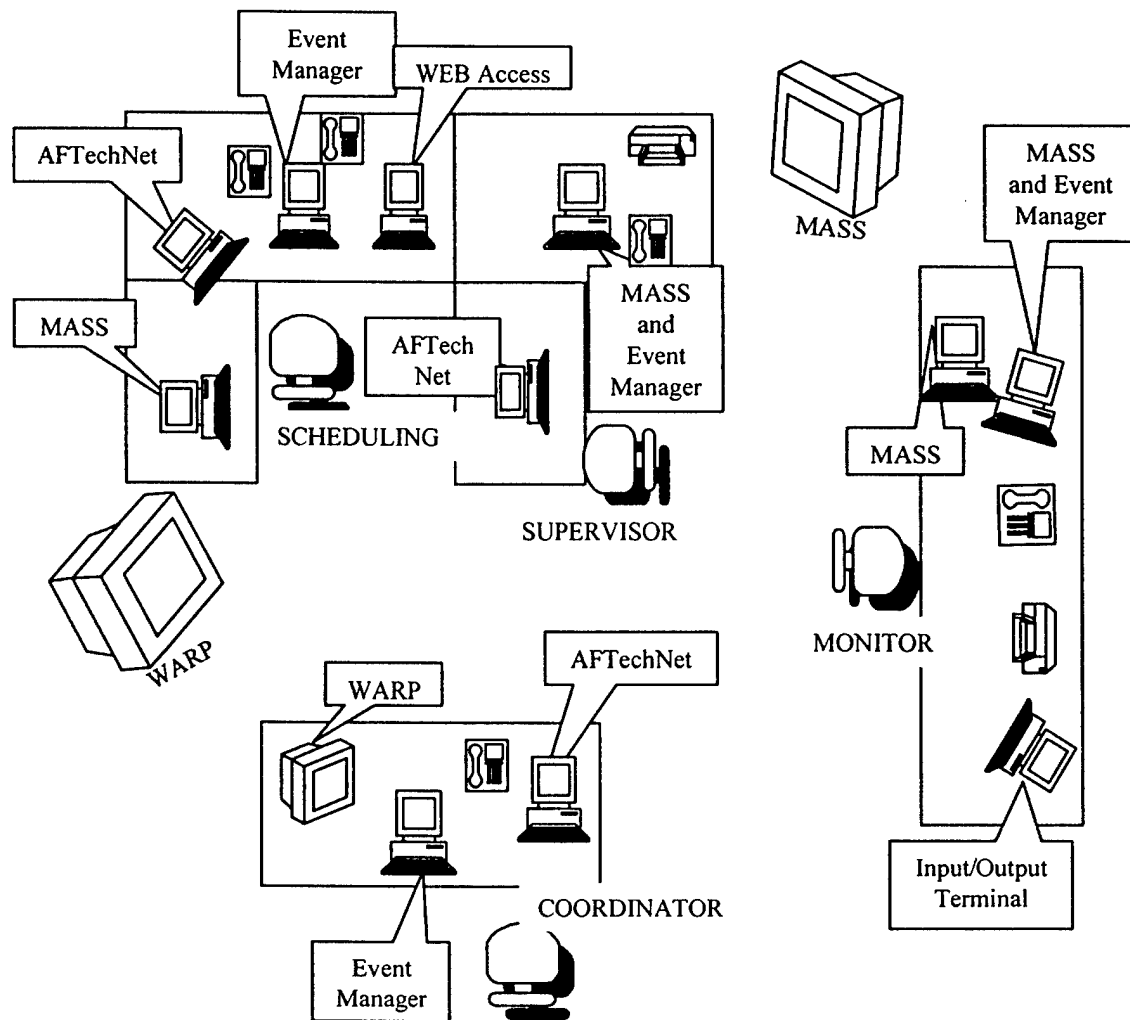 Event
Manager
WEB Access
AFTechNet
MASS
MASS
and Event
Manager
MASS
AFTech
Net
MASS
and
Event
Manager
SCHEDULING
MASS
SUPERVISOR
WARP
MONITOR
AFTechNet
WARP
Input/Output
Terminal
COORDINATOR
Event
Manager